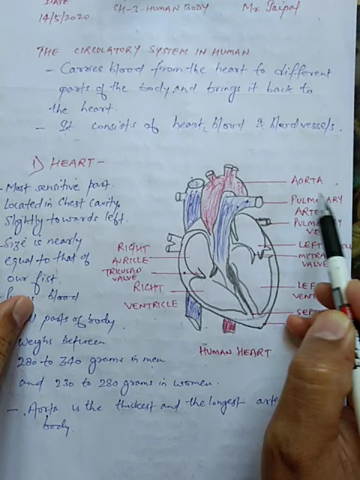 DATE
14/5/2020
CH-3-HUMAN BODY
Mr Jaipal
THE CIRCULATORY SYSTEM IN HUMAN
- Carries blood from the heart to different
parts of the body, and brings it back to
the heart.
- It consists of heart, blood & blood vessels.
1) HEART -
- Most sensitive part
Located in Chest Cavity
Slightly towards left.
- Size is nearly
equal to that of
our fist.
blood
parts of body.
Weighs between
280 to 340 grams in men
and 230 to 280 grams in women.
- Aorta is the thickest and the longest
body.
AORTA
PULMONARY
PULMONARY
LEFT
VALVE
LEFT
RIGHT
AURICLE
TRICUSPID
VALVE
RIGHT
VENTRICLE
HUMAN HEART